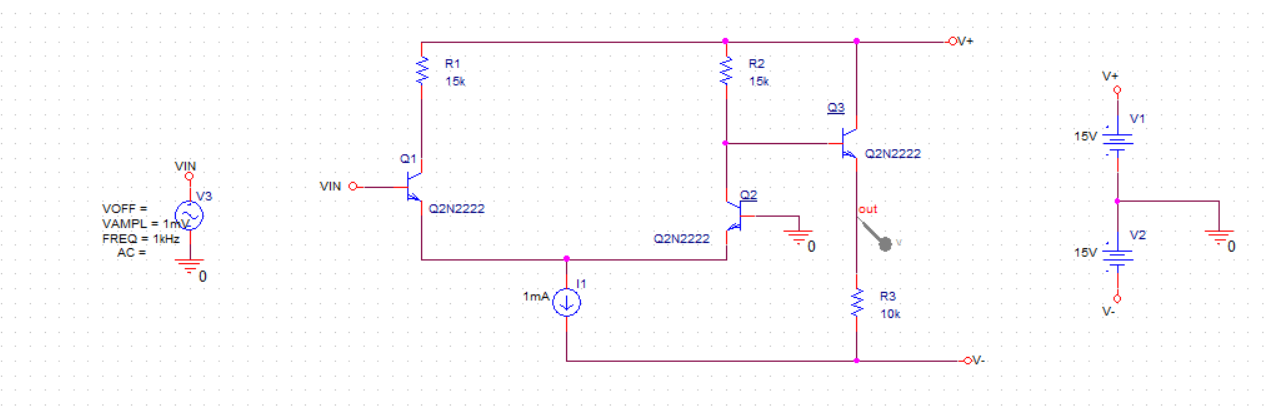 VIN
V3
VOFF =
VAMPL = 1mV
FREQ = 1kHz
AC =
0
R1
15k
Q1
VIN
Q2N2222
R2
15k
Q3
Q2N2222
Q2
Q2N2222
0
out
V
I1
1mA
R3
10k
V+
V-
V+
V1
15V
0
V2
15V
V-